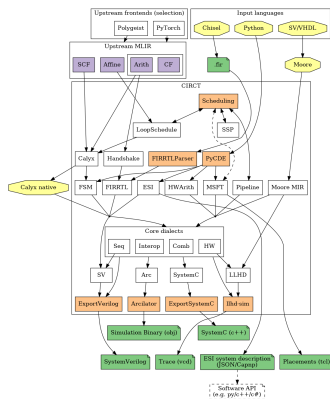 Upstream frontends (selection)
Input languages
Polygeist
PyTorch
Chisel
Python
SV/VHDL
Upstream MLIR
SCF
Affine
Arith
CF
.fir
Moore
CIRCT
Scheduling
LoopSchedule
SSP
Calyx
Handshake
FIRRTLParser
PyCDE
Calyx native
FSM
FIRRTL
ESI
HWArith
MSFT
Pipeline
Moore MIR
Core dialects
Seq
Interop
Comb
HW
SV
Arc
SystemC
LLHD
ExportVerilog
Arcilator
ExportSystemC
llhd-sim
Simulation Binary (obj)
SystemC (c++)
SystemVerilog
Trace (vcd)
ESI system description
(JSON/Capnp)
Placements (tcl)
Software API
(e.g. py/c++/c#)